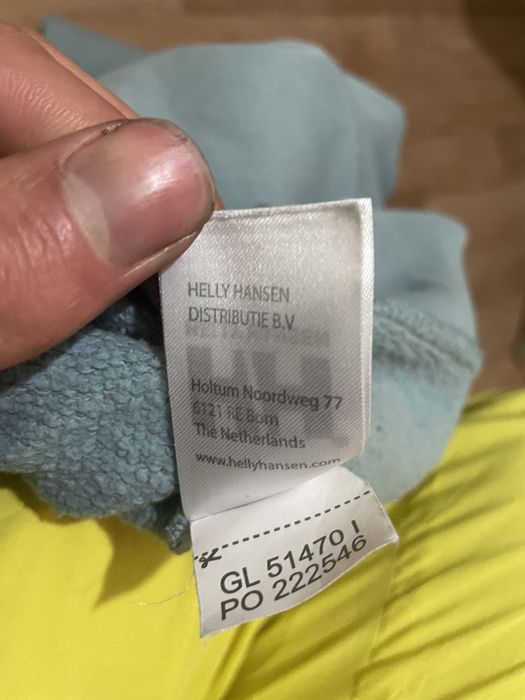 HELLY HANSEN
DISTRIBUTIE B.V
Holtum Noordweg 77
6121 RE Born
The Netherlands
www.hellyhansen.com
GL 51470 I
PO 222546